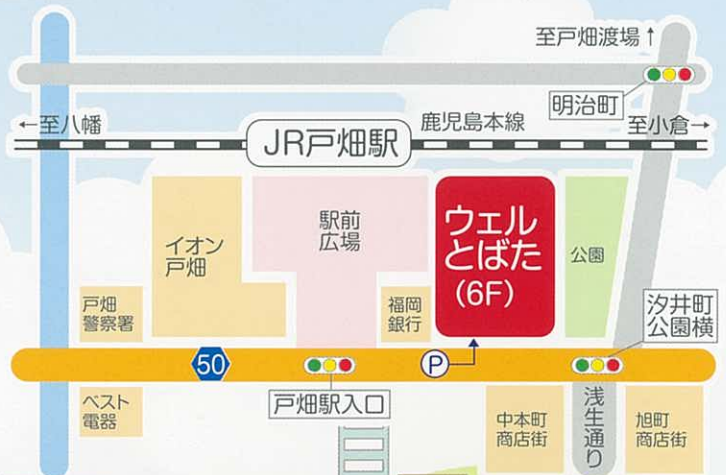 至戸畑渡場↑
明治町
←至八幡
JR戸畑駅
鹿児島本線
至小倉→
イオン
戸畑
駅前
広場
ウェル
とばた
(6F)
公園
戸畑
警察署
福岡
銀行
汐井町
公園横
50
P
ベスト
電器
戸畑駅入口
中本町
商店街
浅生通り
旭町
商店街